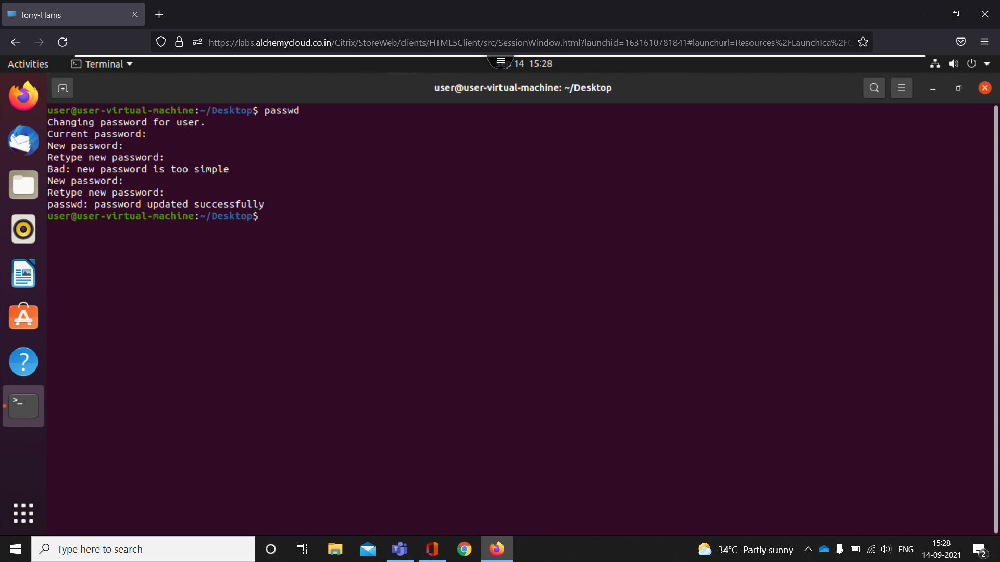 Torry-Harris
https://labs.alchemycloud.co.in/Citrix/StoreWeb/clients/HTML5Client/src/SessionWindow.html?launchid=1631610781841#launchurl=Resources%2FLaunchIca%2FC
Activities
Terminal
Sep 14 15:28
user@user-virtual-machine: ~/Desktop
user@user-virtual-machine:~/Desktop$ passwd
Changing password for user.
Current password:
New password:
Retype new password:
Bad: new password is too simple
New password:
Retype new password:
passwd: password updated successfully
user@user-virtual-machine:~/Desktop$
Type here to search
34°C Partly sunny
ENG
15:28
14-09-2021
2